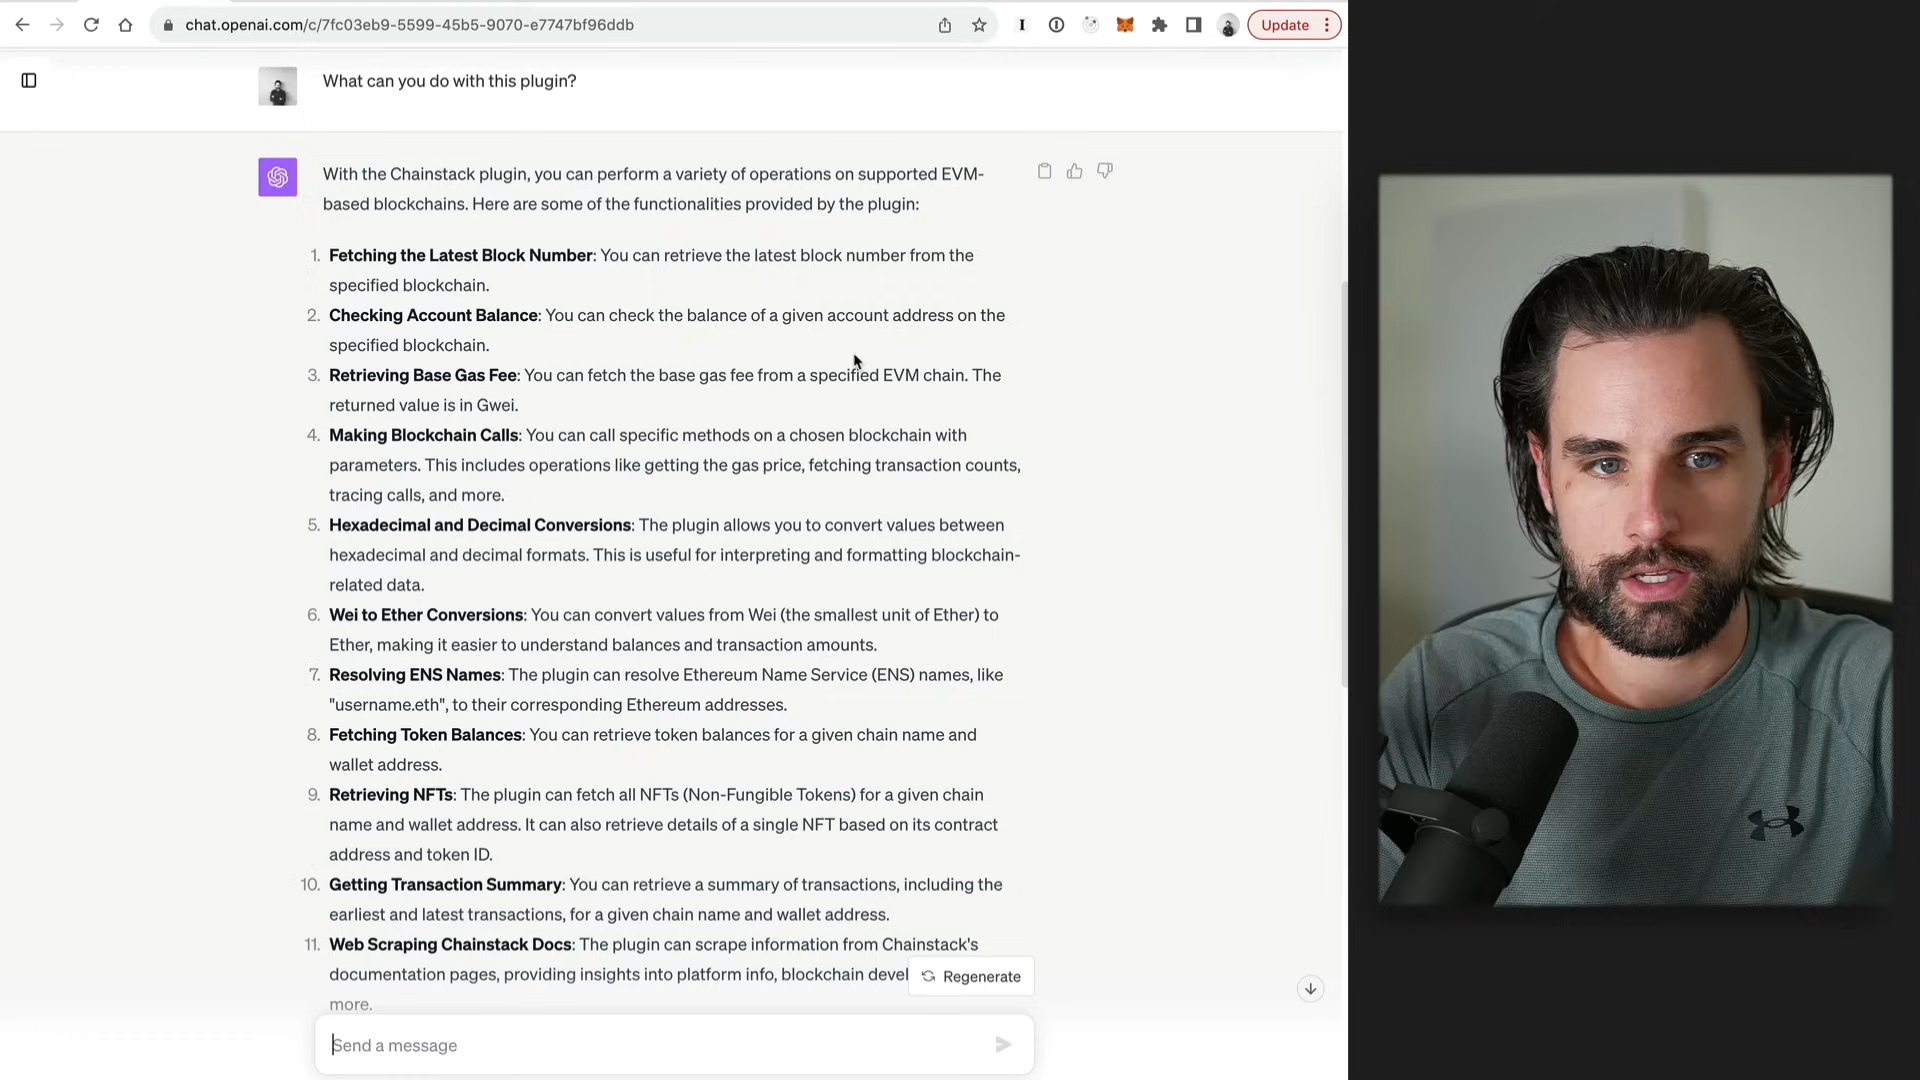 chat.openai.com/c/7fc03eb9-5599-45b5-9070-e7747bf96ddb
Update
What can you do with this plugin?
With the Chainstack plugin, you can perform a variety of operations on supported EVM-
based blockchains. Here are some of the functionalities provided by the plugin:
1. Fetching the Latest Block Number: You can retrieve the latest block number from the
specified blockchain.
2. Checking Account Balance: You can check the balance of a given account address on the
specified blockchain.
3. Retrieving Base Gas Fee: You can fetch the base gas fee from a specified EVM chain. The
returned value is in Gwei.
4. Making Blockchain Calls: You can call specific methods on a chosen blockchain with
parameters. This includes operations like getting the gas price, fetching transaction counts,
tracing calls, and more.
5. Hexadecimal and Decimal Conversions: The plugin allows you to convert values between
hexadecimal and decimal formats. This is useful for interpreting and formatting blockchain-
related data.
6. Wei to Ether Conversions: You can convert values from Wei (the smallest unit of Ether) to
Ether, making it easier to understand balances and transaction amounts.
7. Resolving ENS Names: The plugin can resolve Ethereum Name Service (ENS) names, like
"username.eth", to their corresponding Ethereum addresses.
8. Fetching Token Balances: You can retrieve token balances for a given chain name and
wallet address.
9. Retrieving NFTs: The plugin can fetch all NFTs (Non-Fungible Tokens) for a given chain
name and wallet address. It can also retrieve details of a single NFT based on its contract
address and token ID.
10. Getting Transaction Summary: You can retrieve a summary of transactions, including the
earliest and latest transactions, for a given chain name and wallet address.
11. Web Scraping Chainstack Docs: The plugin can scrape information from Chainstack's
documentation pages, providing insights into platform info, blockchain devel
Regenerate
more.
Send a message